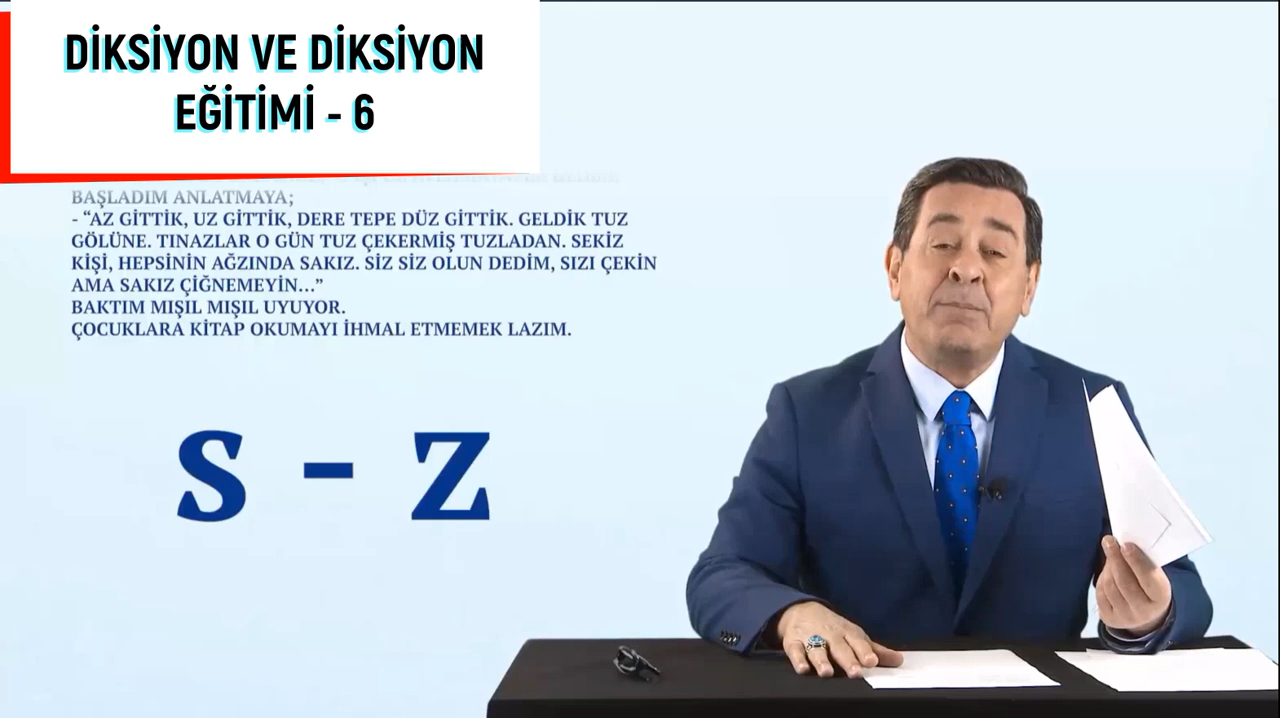 DİKSİYON VE DİKSİYON
EĞİTİMİ - 6
BAŞLADIM ANLATMAYA;
- “AZ GİTTİK, UZ GİTTİK, DERE TEPE DÜZ GİTTİK. GELDİK TUZ
GÖLÜNE. TINAZLAR O GÜN TUZ ÇEKERMİŞ TUZLADAN. SEKİZ
KİŞİ, HEPSİNİN AĞZINDA SAKIZ. SİZ SİZ OLUN DEDİM, SIZI ÇEKİN
AMA SAKIZ ÇİĞNEMEYİN...”
BAKTIM MIŞIL MIŞIL UYUYOR.
ÇOCUKLARA KİTAP OKUMAYI İHMAL ETMEMEK LAZIM.
S - Z